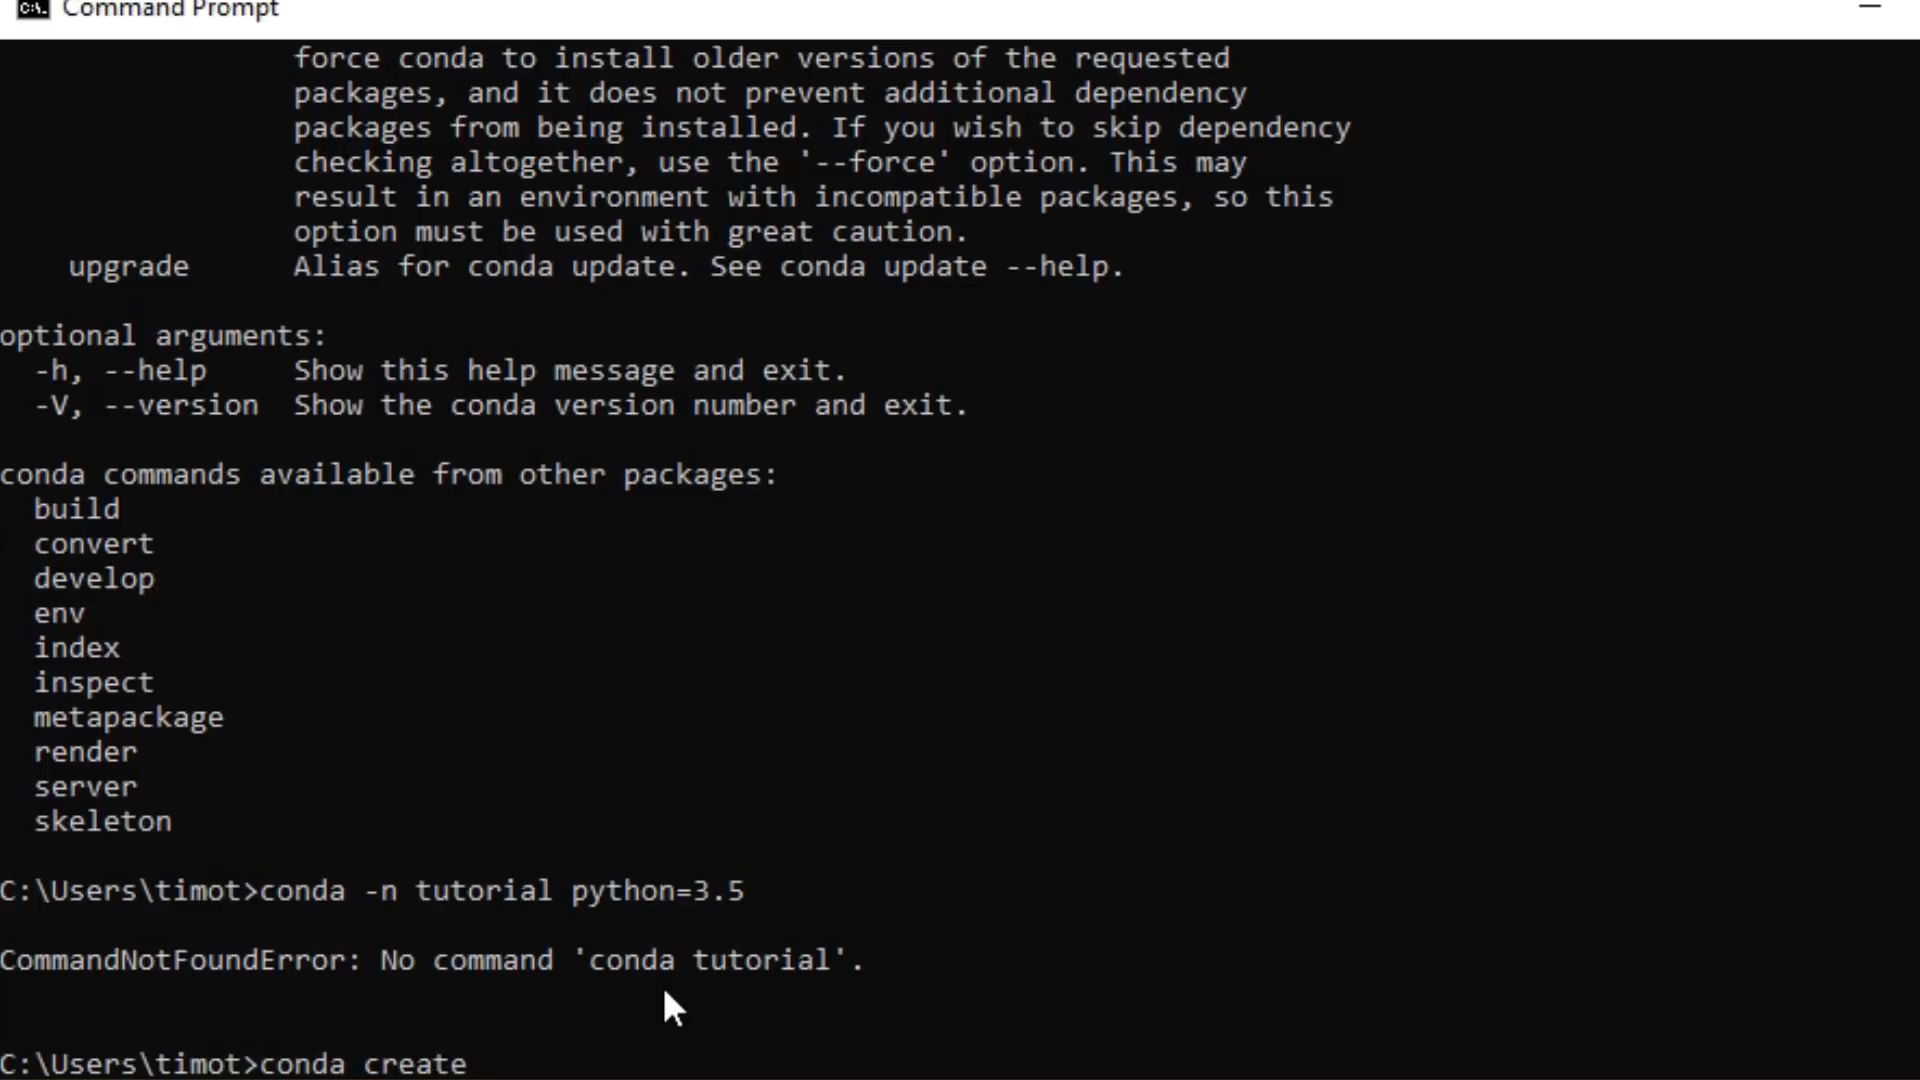 Command Prompt
force conda to install older versions of the requested
packages, and it does not prevent additional dependency
packages from being installed. If you wish to skip dependency
checking altogether, use the '--force' option. This may
result in an environment with incompatible packages, so this
option must be used with great caution.
upgrade Alias for conda update. See conda update --help.
optional arguments:
-h, --help Show this help message and exit.
-V, --version Show the conda version number and exit.
conda commands available from other packages:
build
convert
develop
env
index
inspect
metapackage
render
server
skeleton
C:\Users\timot>conda -n tutorial python=3.5
CommandNotFoundError: No command 'conda tutorial'.
C:\Users\timot>conda create